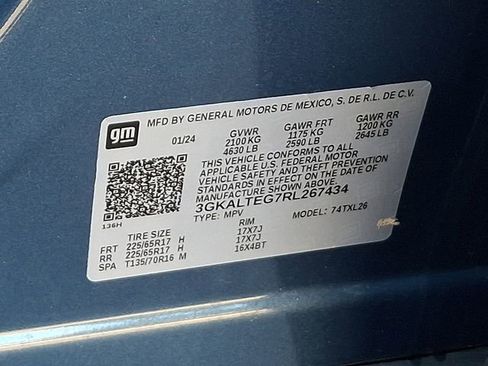 gm
MFD BY GENERAL MOTORS DE MEXICO, S. DE R.L. DE C.V.
01/24 GVWR GAWR FRT GAWR RR
2100 KG 1175 KG 1200 KG
4630 LB 2590 LB 2645 LB
THIS VEHICLE CONFORMS TO ALL
APPLICABLE U.S. FEDERAL MOTOR
VEHICLE SAFETY AND THEFT PREVENTION
STANDARDS IN EFFECT ON THE DATE OF
MANUFACTURE SHOWN ABOVE.
3GKALTEG7RL267434
136H
TYPE: MPV MODEL: 74TXL26
TIRE SIZE RIM
FRT 225/65R17 H 17X7J
RR 225/65R17 H 17X7J
SPA T135/70R16 M 16X4BT